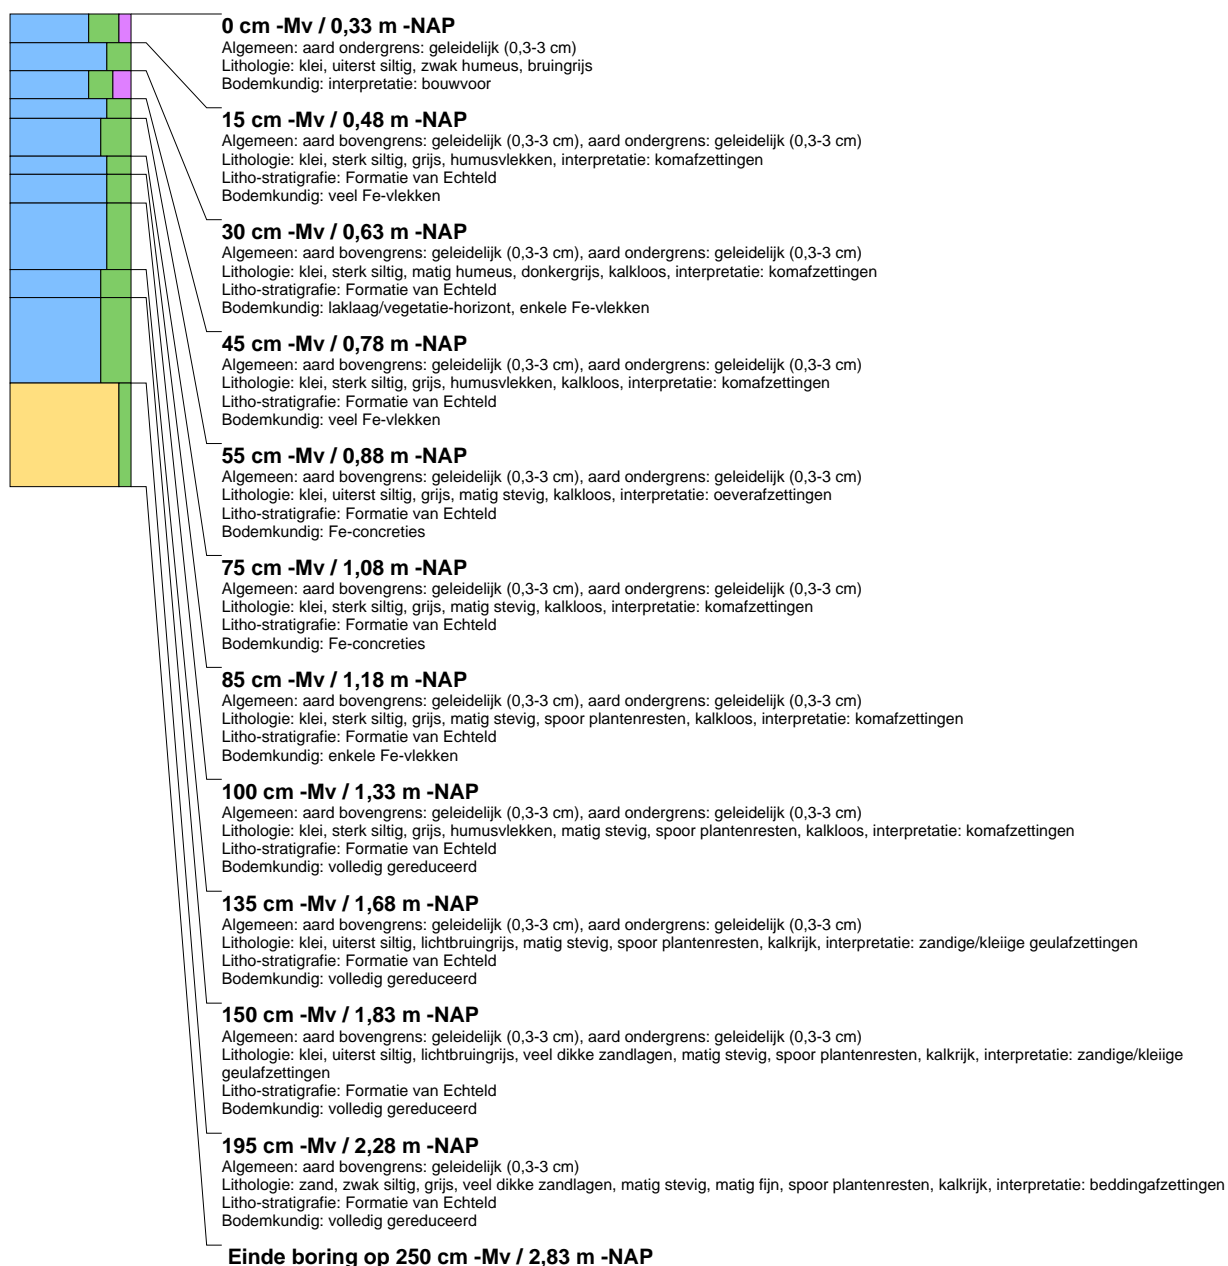 0 cm -Mv / 0,33 m -NAP
Algemeen: aard ondergrens: geleidelijk (0,3-3 cm)
Lithologie: klei, uiterst siltig, zwak humeus, bruingrijs
Bodemkundig: interpretatie: bouwvoor
15 cm -Mv / 0,48 m -NAP
Algemeen: aard bovengrens: geleidelijk (0,3-3 cm), aard ondergrens: geleidelijk (0,3-3 cm)
Lithologie: klei, sterk siltig, grijs, humusvlekken, interpretatie: komafzettingen
Litho-stratigrafie: Formatie van Echteld
Bodemkundig: veel Fe-vlekken
30 cm -Mv / 0,63 m -NAP
Algemeen: aard bovengrens: geleidelijk (0,3-3 cm), aard ondergrens: geleidelijk (0,3-3 cm)
Lithologie: klei, sterk siltig, matig humeus, donkergrijs, kalkloos, interpretatie: komafzettingen
Litho-stratigrafie: Formatie van Echteld
Bodemkundig: laklaag/vegetatie-horizont, enkele Fe-vlekken
45 cm -Mv / 0,78 m -NAP
Algemeen: aard bovengrens: geleidelijk (0,3-3 cm), aard ondergrens: geleidelijk (0,3-3 cm)
Lithologie: klei, sterk siltig, grijs, humusvlekken, kalkloos, interpretatie: komafzettingen
Litho-stratigrafie: Formatie van Echteld
Bodemkundig: veel Fe-vlekken
55 cm -Mv / 0,88 m -NAP
Algemeen: aard bovengrens: geleidelijk (0,3-3 cm), aard ondergrens: geleidelijk (0,3-3 cm)
Lithologie: klei, uiterst siltig, grijs, matig stevig, kalkloos, interpretatie: oeverafzettingen
Litho-stratigrafie: Formatie van Echteld
Bodemkundig: Fe-concreties
75 cm -Mv / 1,08 m -NAP
Algemeen: aard bovengrens: geleidelijk (0,3-3 cm), aard ondergrens: geleidelijk (0,3-3 cm)
Lithologie: klei, sterk siltig, grijs, matig stevig, kalkloos, interpretatie: komafzettingen
Litho-stratigrafie: Formatie van Echteld
Bodemkundig: Fe-concreties
85 cm -Mv / 1,18 m -NAP
Algemeen: aard bovengrens: geleidelijk (0,3-3 cm), aard ondergrens: geleidelijk (0,3-3 cm)
Lithologie: klei, sterk siltig, grijs, matig stevig, spoor plantenresten, kalkloos, interpretatie: komafzettingen
Litho-stratigrafie: Formatie van Echteld
Bodemkundig: enkele Fe-vlekken
100 cm -Mv / 1,33 m -NAP
Algemeen: aard bovengrens: geleidelijk (0,3-3 cm), aard ondergrens: geleidelijk (0,3-3 cm)
Lithologie: klei, sterk siltig, grijs, humusvlekken, matig stevig, spoor plantenresten, kalkloos, interpretatie: komafzettingen
Litho-stratigrafie: Formatie van Echteld
Bodemkundig: volledig gereduceerd
135 cm -Mv / 1,68 m -NAP
Algemeen: aard bovengrens: geleidelijk (0,3-3 cm), aard ondergrens: geleidelijk (0,3-3 cm)
Lithologie: klei, uiterst siltig, lichtbruingrijs, matig stevig, spoor plantenresten, kalkrijk, interpretatie: zandige/kleiige geulafzettingen
Litho-stratigrafie: Formatie van Echteld
Bodemkundig: volledig gereduceerd
150 cm -Mv / 1,83 m -NAP
Algemeen: aard bovengrens: geleidelijk (0,3-3 cm), aard ondergrens: geleidelijk (0,3-3 cm)
Lithologie: klei, uiterst siltig, lichtbruingrijs, veel dikke zandlagen, matig stevig, spoor plantenresten, kalkrijk, interpretatie: zandige/kleiige
geulafzettingen
Litho-stratigrafie: Formatie van Echteld
Bodemkundig: volledig gereduceerd
195 cm -Mv / 2,28 m -NAP
Algemeen: aard bovengrens: geleidelijk (0,3-3 cm)
Lithologie: zand, zwak siltig, grijs, veel dikke zandlagen, matig stevig, matig fijn, spoor plantenresten, kalkrijk, interpretatie: beddingafzettingen
Litho-stratigrafie: Formatie van Echteld
Bodemkundig: volledig gereduceerd
Einde boring op 250 cm -Mv / 2,83 m -NAP